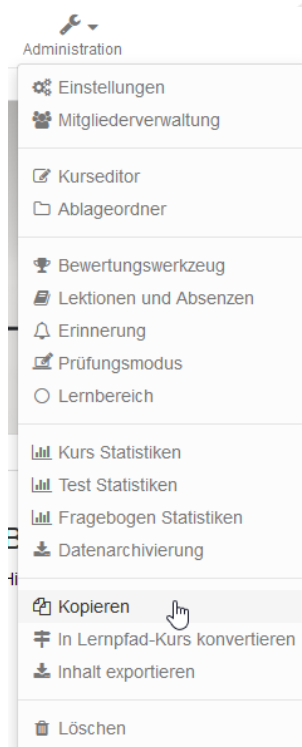 Administration
Einstellungen
Mitgliederverwaltung
Kurseditor
Ablageordner
Bewertungswerkzeug
Lektionen und Absenzen
Erinnerung
Prüfungsmodus
Lernbereich
Kurs Statistiken
Test Statistiken
Fragebogen Statistiken
Datenarchivierung
Kopieren
In Lernpfad-Kurs konvertieren
Inhalt exportieren
Löschen